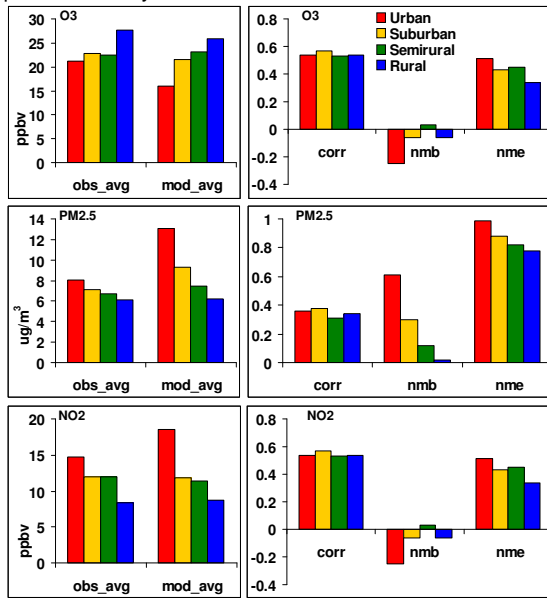 O3
ppbv
30
25
20
15
10
5
0
obs_avg mod_avg
O3
Urban
Suburban
Semirural
Rural
0.8
0.6
0.4
0.2
0
-0.2
-0.4
corr nmb nme
PM2.5
ug/m³
14
12
10
8
6
4
2
0
obs_avg mod_avg
PM2.5
1
0.8
0.6
0.4
0.2
0
corr nmb nme
NO2
ppbv
20
15
10
5
0
obs_avg mod_avg
NO2
0.8
0.6
0.4
0.2
0
-0.2
-0.4
corr nmb nme